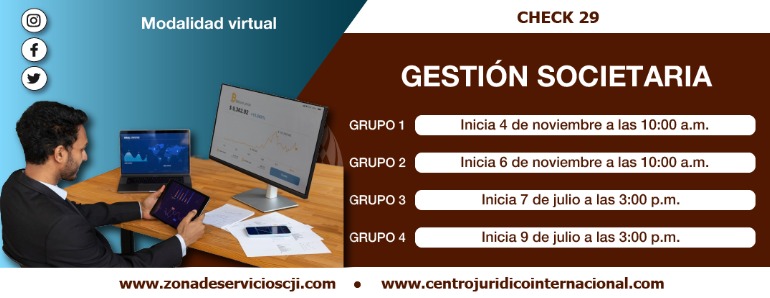 Modalidad virtual
CHECK 29
GESTIÓN SOCIETARIA
GRUPO 1 Inicia 4 de noviembre a las 10:00 a.m.
GRUPO 2 Inicia 6 de noviembre a las 10:00 a.m.
GRUPO 3 Inicia 7 de julio a las 3:00 p.m.
GRUPO 4 Inicia 9 de julio a las 3:00 p.m.
www.zonadeservicioscji.com • www.centrojuridicointernacional.com